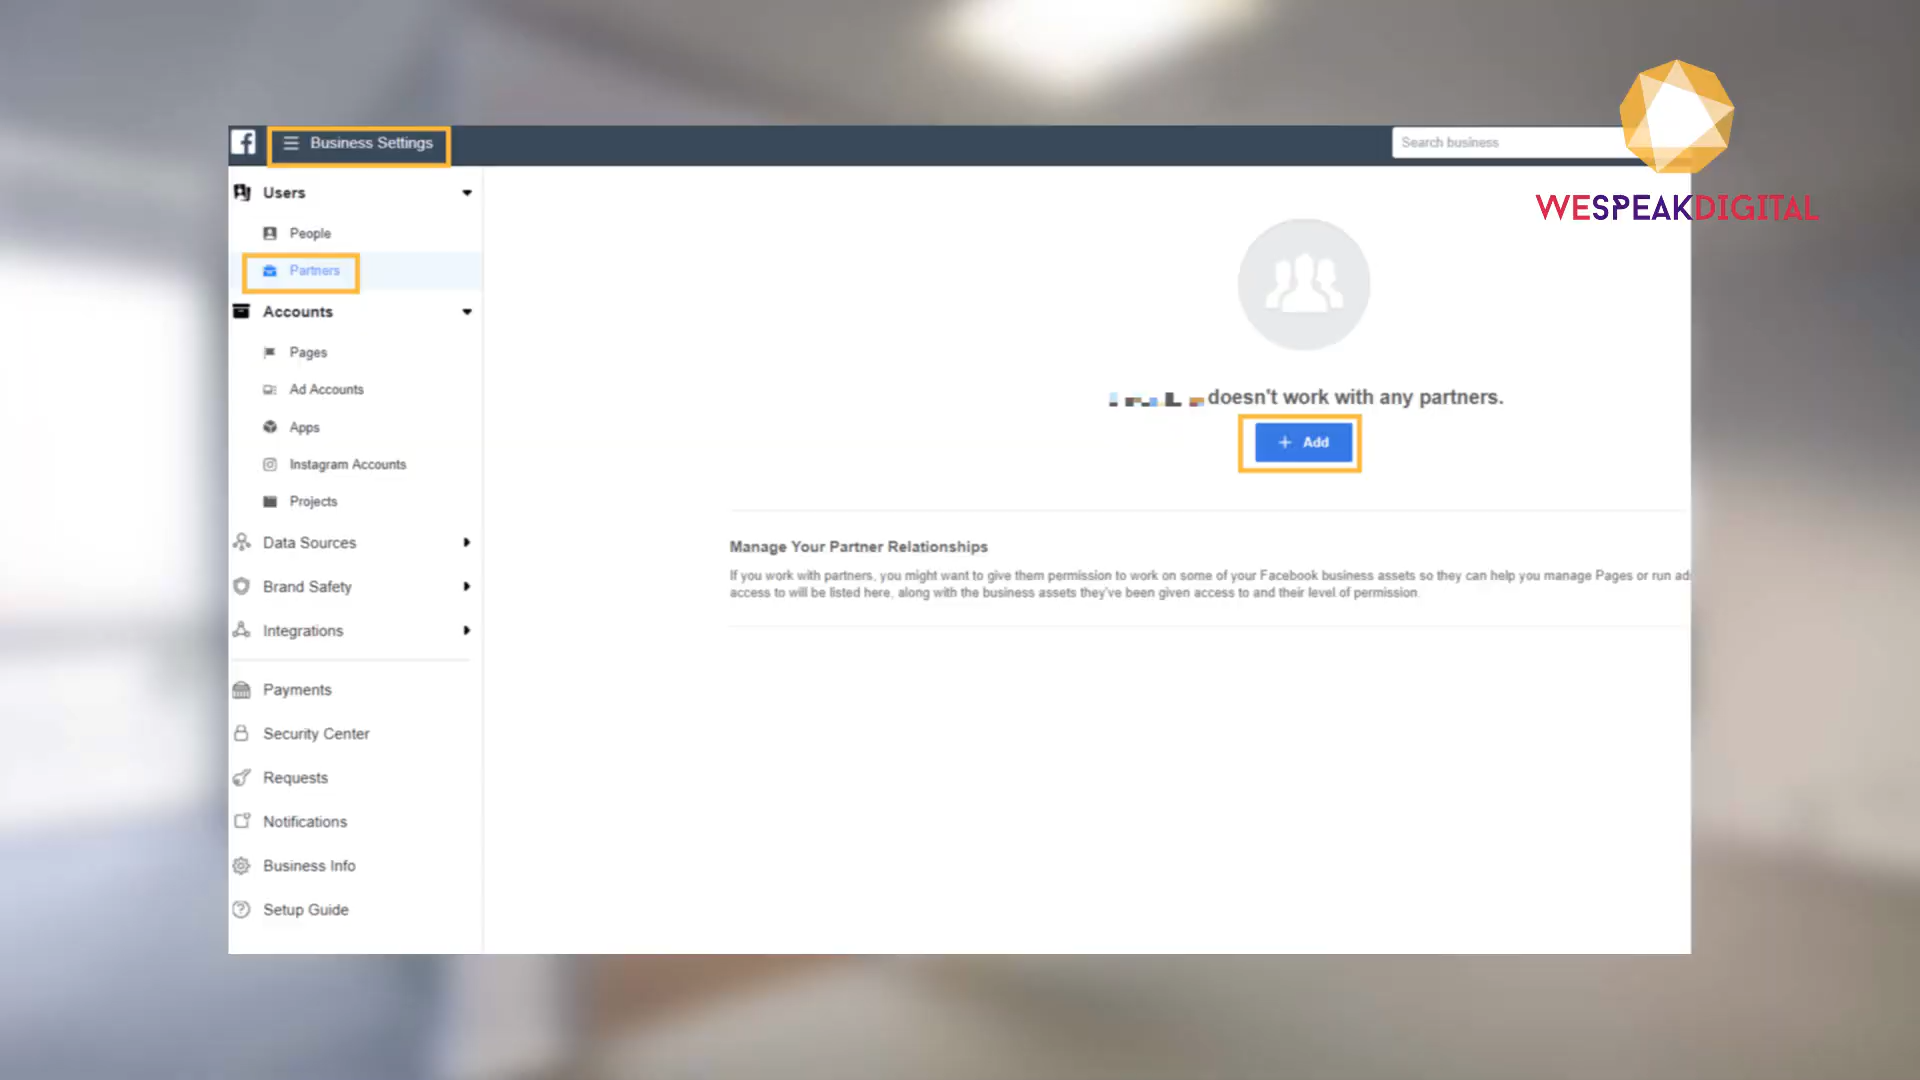 Business Settings
Search business
WESPEAKDIGITAL
Users
People
Partners
Accounts
Pages
Ad Accounts
Apps
Instagram Accounts
Projects
Data Sources
Brand Safety
Integrations
Payments
Security Center
Requests
Notifications
Business Info
Setup Guide
doesn't work with any partners.
+ Add
Manage Your Partner Relationships
If you work with partners, you might want to give them permission to work on some of your Facebook business assets so they can help you manage Pages or run
access to will be listed here, along with the business assets they've been given access to and their level of permission.